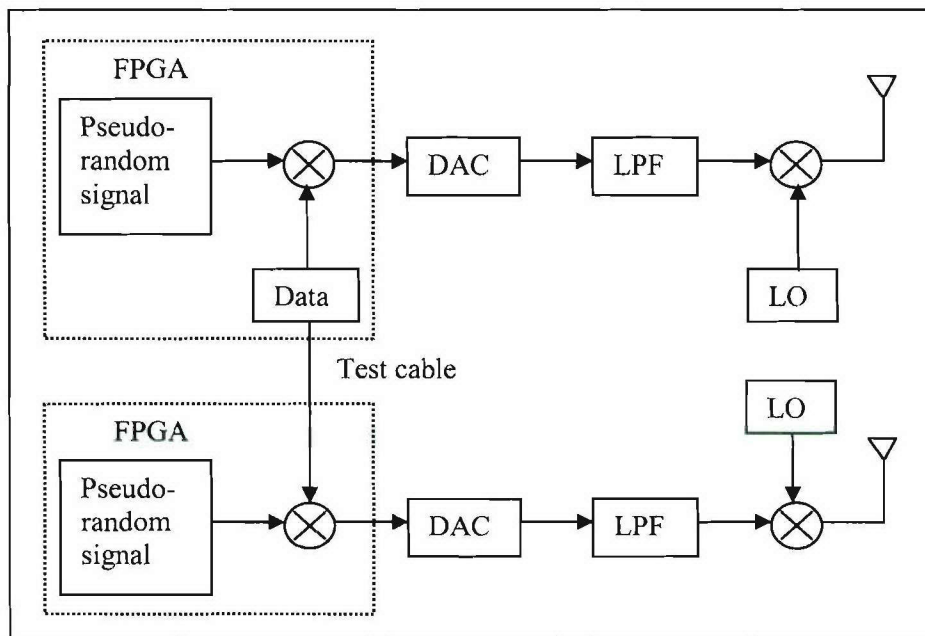 FPGA
Pseudo-
random
signal
DAC
LPF
Data
LO
Test cable
LO
FPGA
Pseudo-
random
signal
DAC
LPF